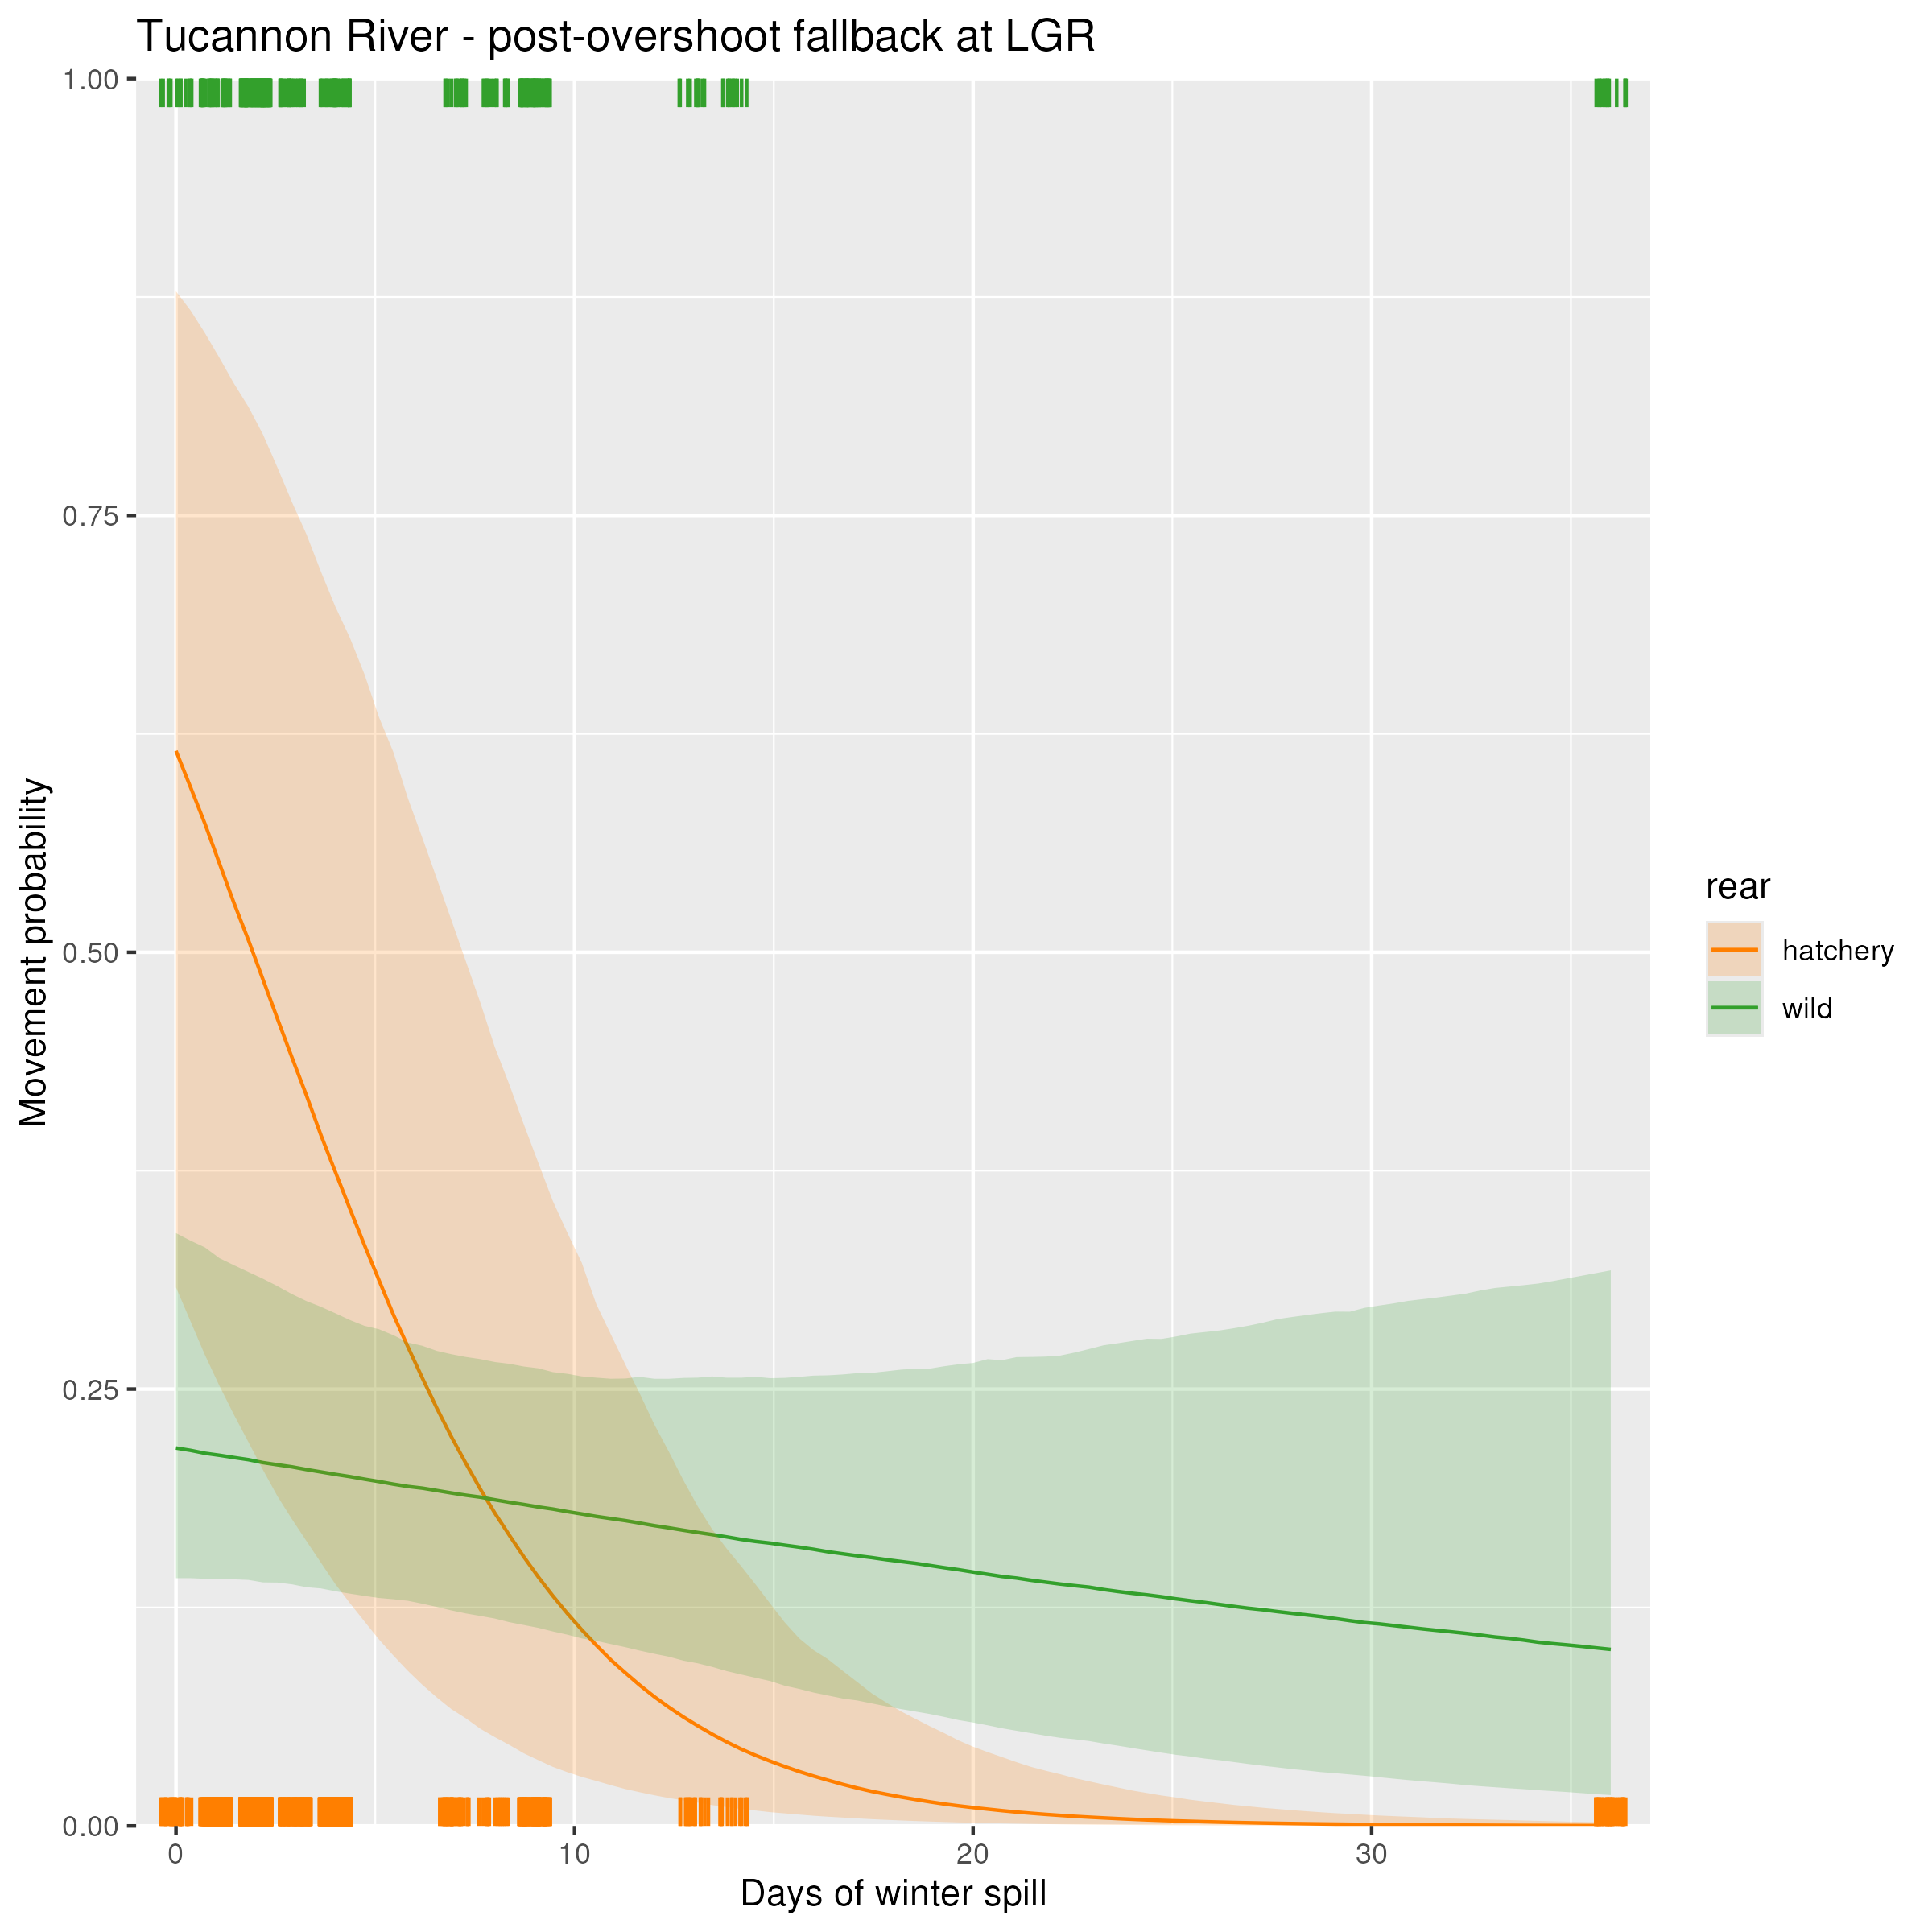 Tucannon River - post-overshoot fallback at LGR
1.00
0.75
0.50
0.25
0.00
Movement probability
0
10
20
30
Days of winter spill
rear
hatchery
wild